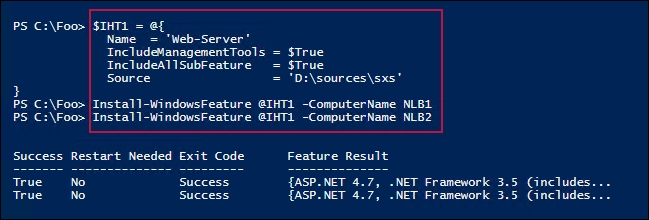 PS C:\Foo> $IHT1 = @{
Name = 'Web-Server'
IncludeManagementTools = $True
IncludeAllSubFeature = $True
Source = 'D:\sources\sxs'
}
PS C:\Foo> Install-WindowsFeature @IHT1 -ComputerName NLB1
PS C:\Foo> Install-WindowsFeature @IHT1 -ComputerName NLB2
Success Restart Needed Exit Code Feature Result
------- -------------- --------- --------------
True No Success {ASP.NET 4.7, .NET Framework 3.5 (includes...
True No Success {ASP.NET 4.7, .NET Framework 3.5 (includes...